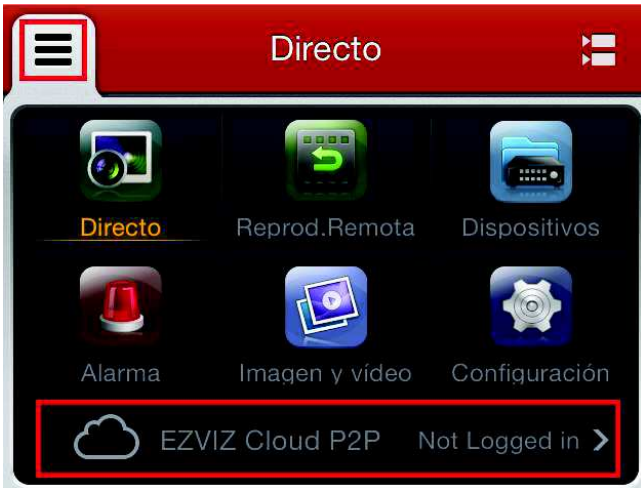 Directo
Directo Reprod.Remota Dispositivos
Alarma Imagen y vídeo Configuración
EZVIZ Cloud P2P Not Logged in